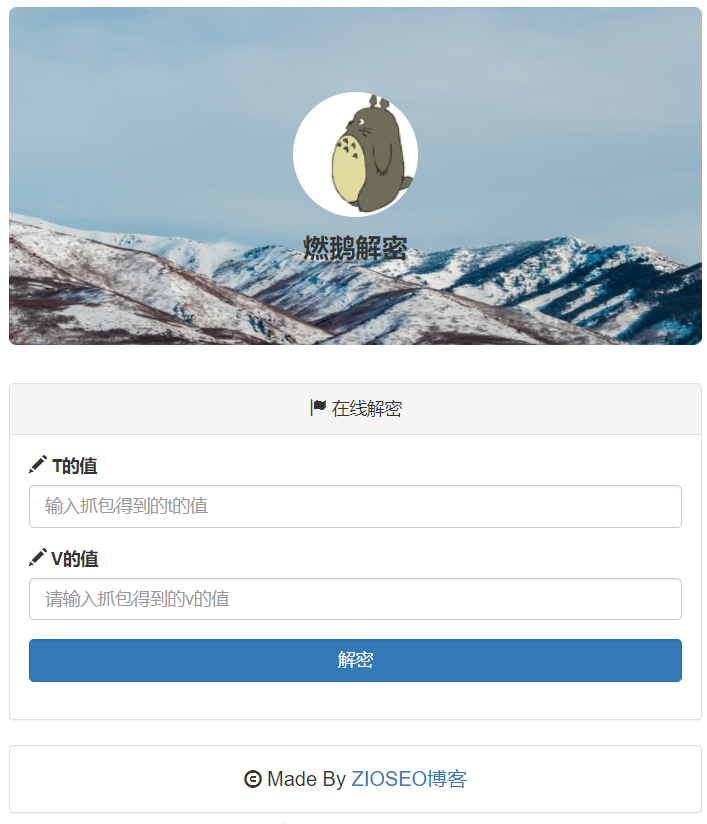 燃鹅解密
在线解密
T的值
输入抓包得到的t的值
V的值
请输入抓包得到的v的值
解密
© Made By ZIOSEO博客